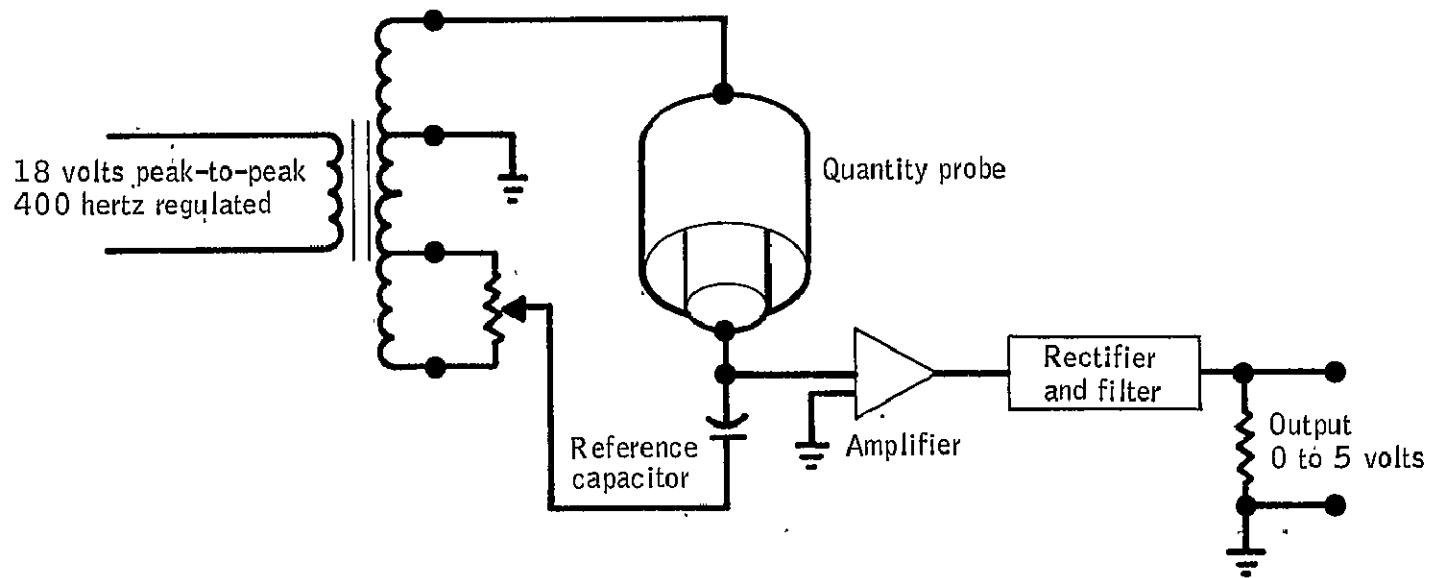 18 volts peak-to-peak
400 hertz regulated
Quantity probe
Reference
capacitor
Amplifier
Rectifier
and filter
Output
0 to 5 volts